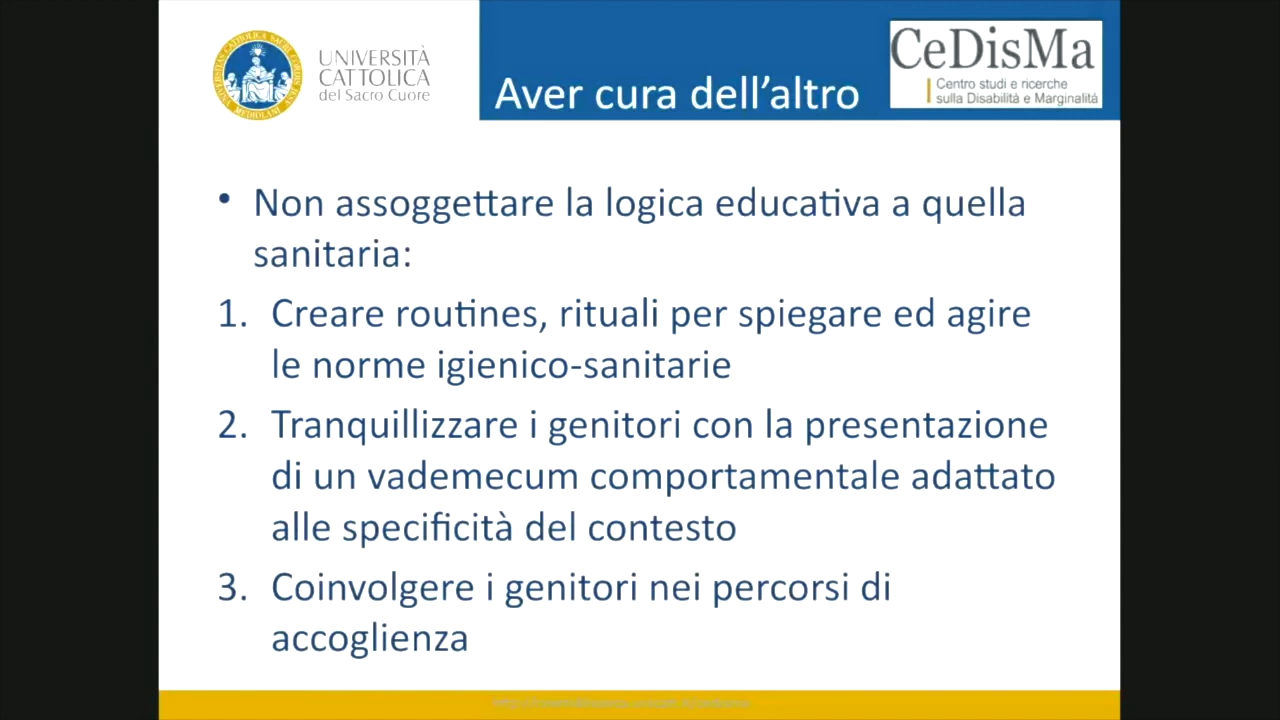 UNIVERSITÀ
CATTOLICA
del Sacro Cuore
Aver cura dell'altro
CeDisMa
Centro studi e ricerche
sulla Disabilità e Marginalità
• Non assoggettare la logica educativa a quella
sanitaria:
1. Creare routines, rituali per spiegare ed agire
le norme igienico-sanitarie
2. Tranquillizzare i genitori con la presentazione
di un vademecum comportamentale adattato
alle specificità del contesto
3. Coinvolgere i genitori nei percorsi di
accoglienza